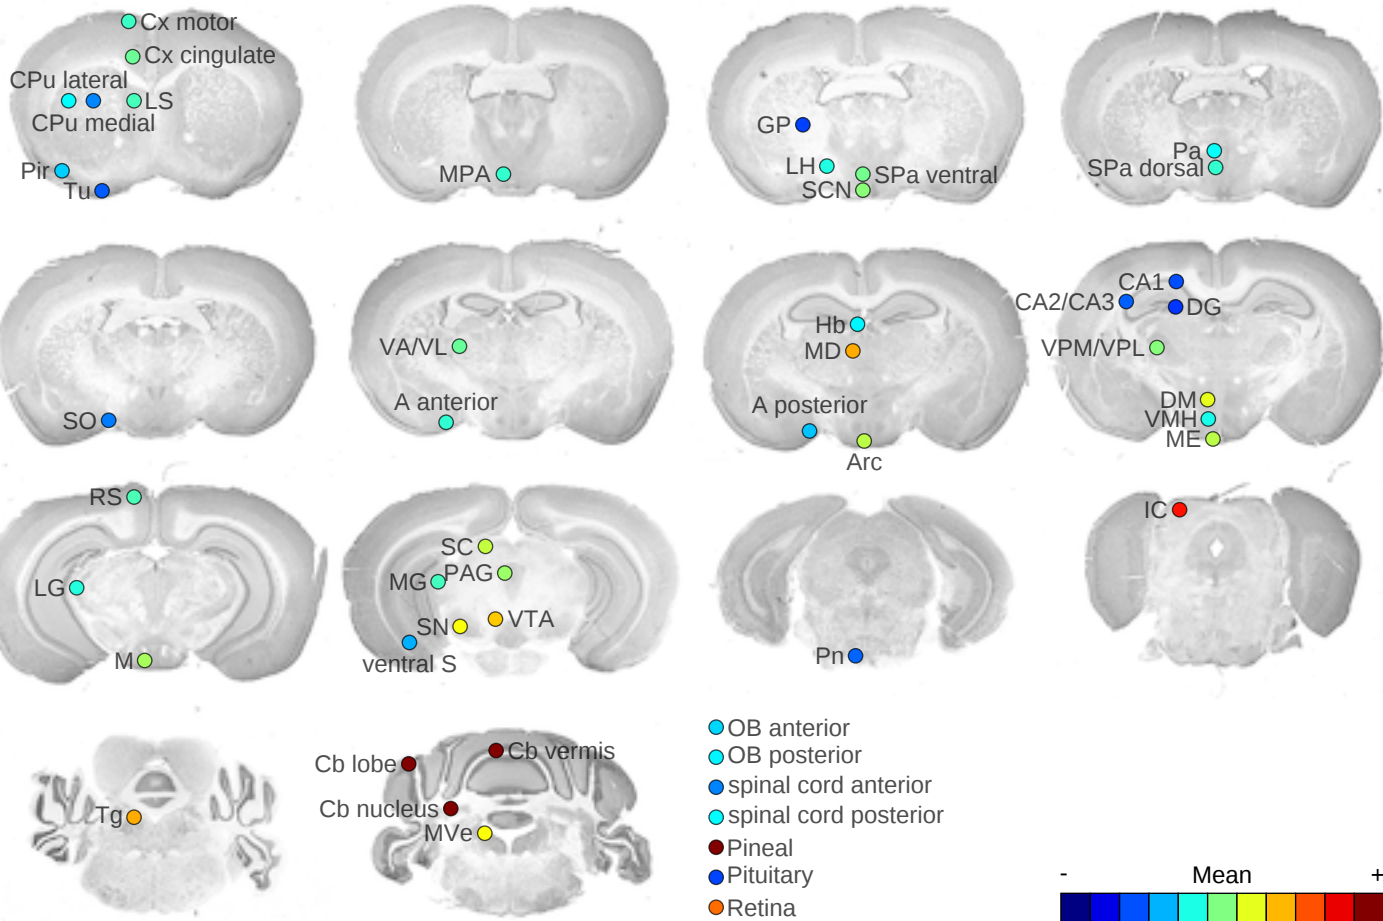 Cx motor
Cx cingulate
CPu lateral
LS
CPu medial
Pir
Tu
MPA
GP
LH
SPa ventral
SCN
Pa
SPa dorsal
SO
VA/VL
A anterior
Hb
MD
A posterior
Arc
CA1
CA2/CA3
DG
VPM/VPL
DM
VMH
ME
RS
LG
M
SC
MG
PAG
SN
VTA
ventral S
Pn
IC
Tg
Cb lobe
Cb vermis
Cb nucleus
MVe
OB anterior
OB posterior
spinal cord anterior
spinal cord posterior
Pineal
Pituitary
Retina
- Mean +